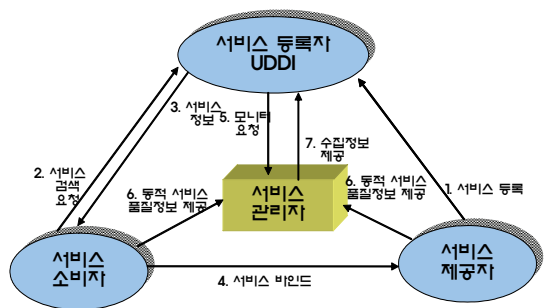 서비스 등록자
UDDI
3. 서비스
정보
5. 모니터
요청
7. 수집정보
제공
2. 서비스
검색
요청
6. 동적 서비스
품질정보 제공
서비스
관리자
6. 동적 서비스
품질정보 제공
1. 서비스 등록
서비스
소비자
4. 서비스 바인드
서비스
제공자